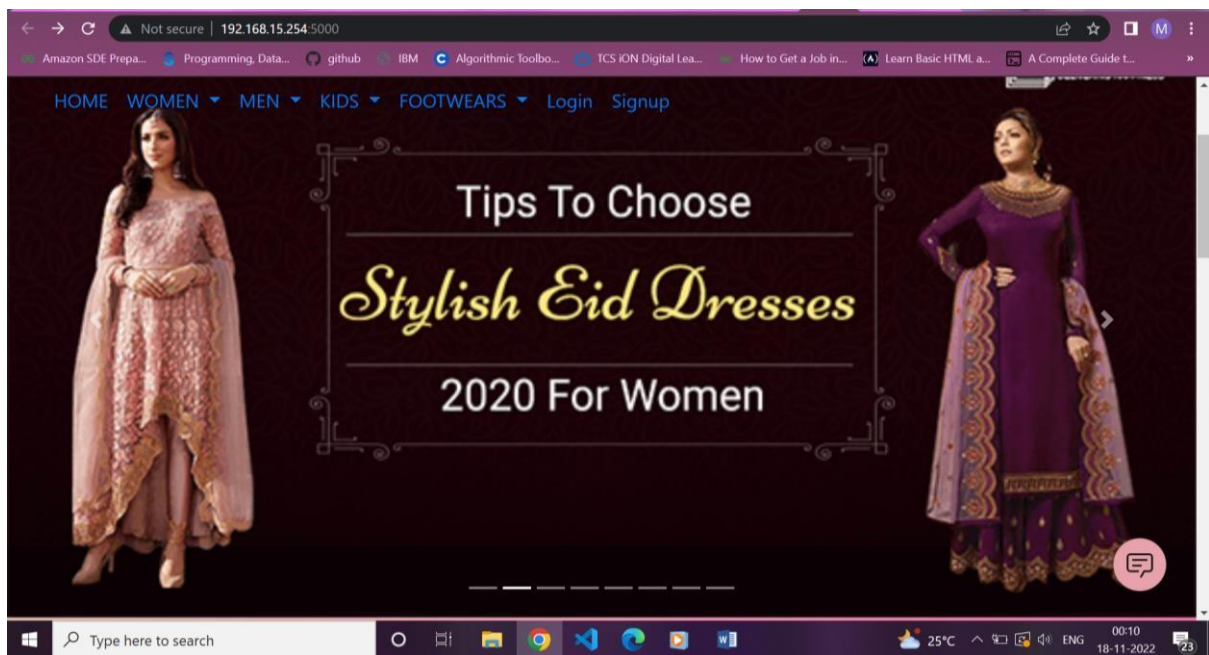 Not secure | 192.168.15.254:5000
M
Amazon SDE Prepa... Programming, Data... github IBM Algorithmic Toolbo... TCS iON Digital Lea... How to Get a Job in... Learn Basic HTML a... A Complete Guide t... »
HOME WOMEN MEN KIDS FOOTWEARS Login Signup
Tips To Choose
Stylish Eid Dresses
2020 For Women
Type here to search
25°C ENG 00:10
18-11-2022
23